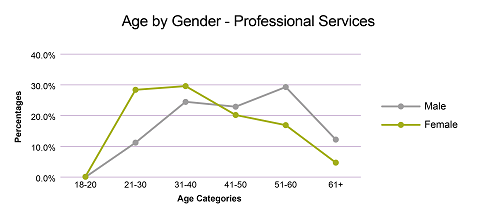 Age by Gender - Professional Services
40.0%
30.0%
20.0%
10.0%
0.0%
Percentages
18-20 21-30 31-40 41-50 51-60 61+
Age Categories
Male
Female